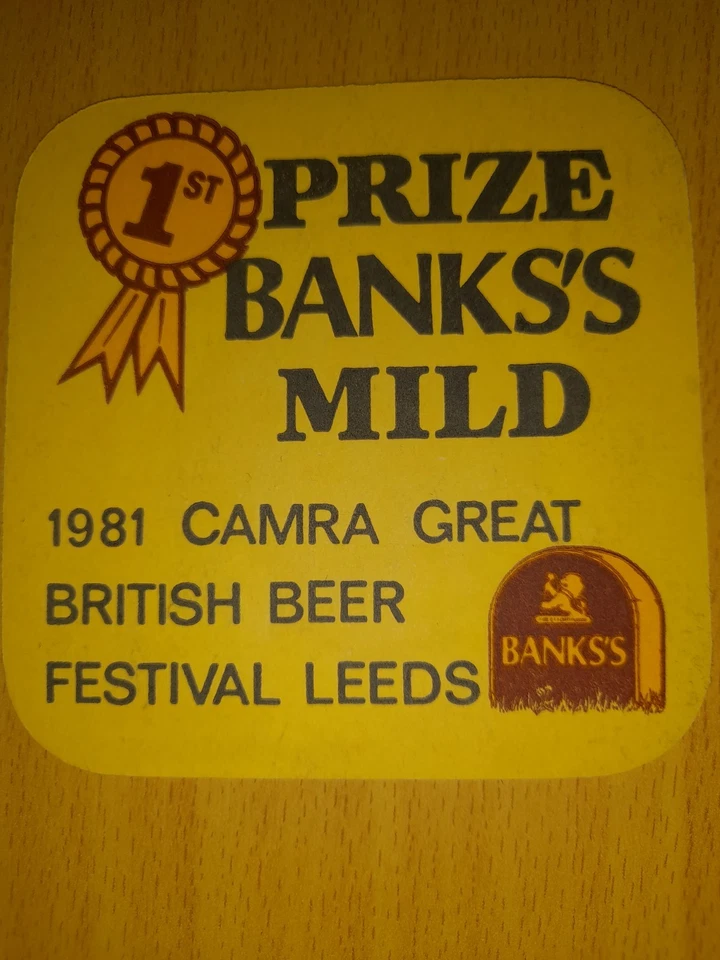 1ST PRIZE
BANKS'S
MILD
1981 CAMRA GREAT
BRITISH BEER
FESTIVAL LEEDS
BANKS'S